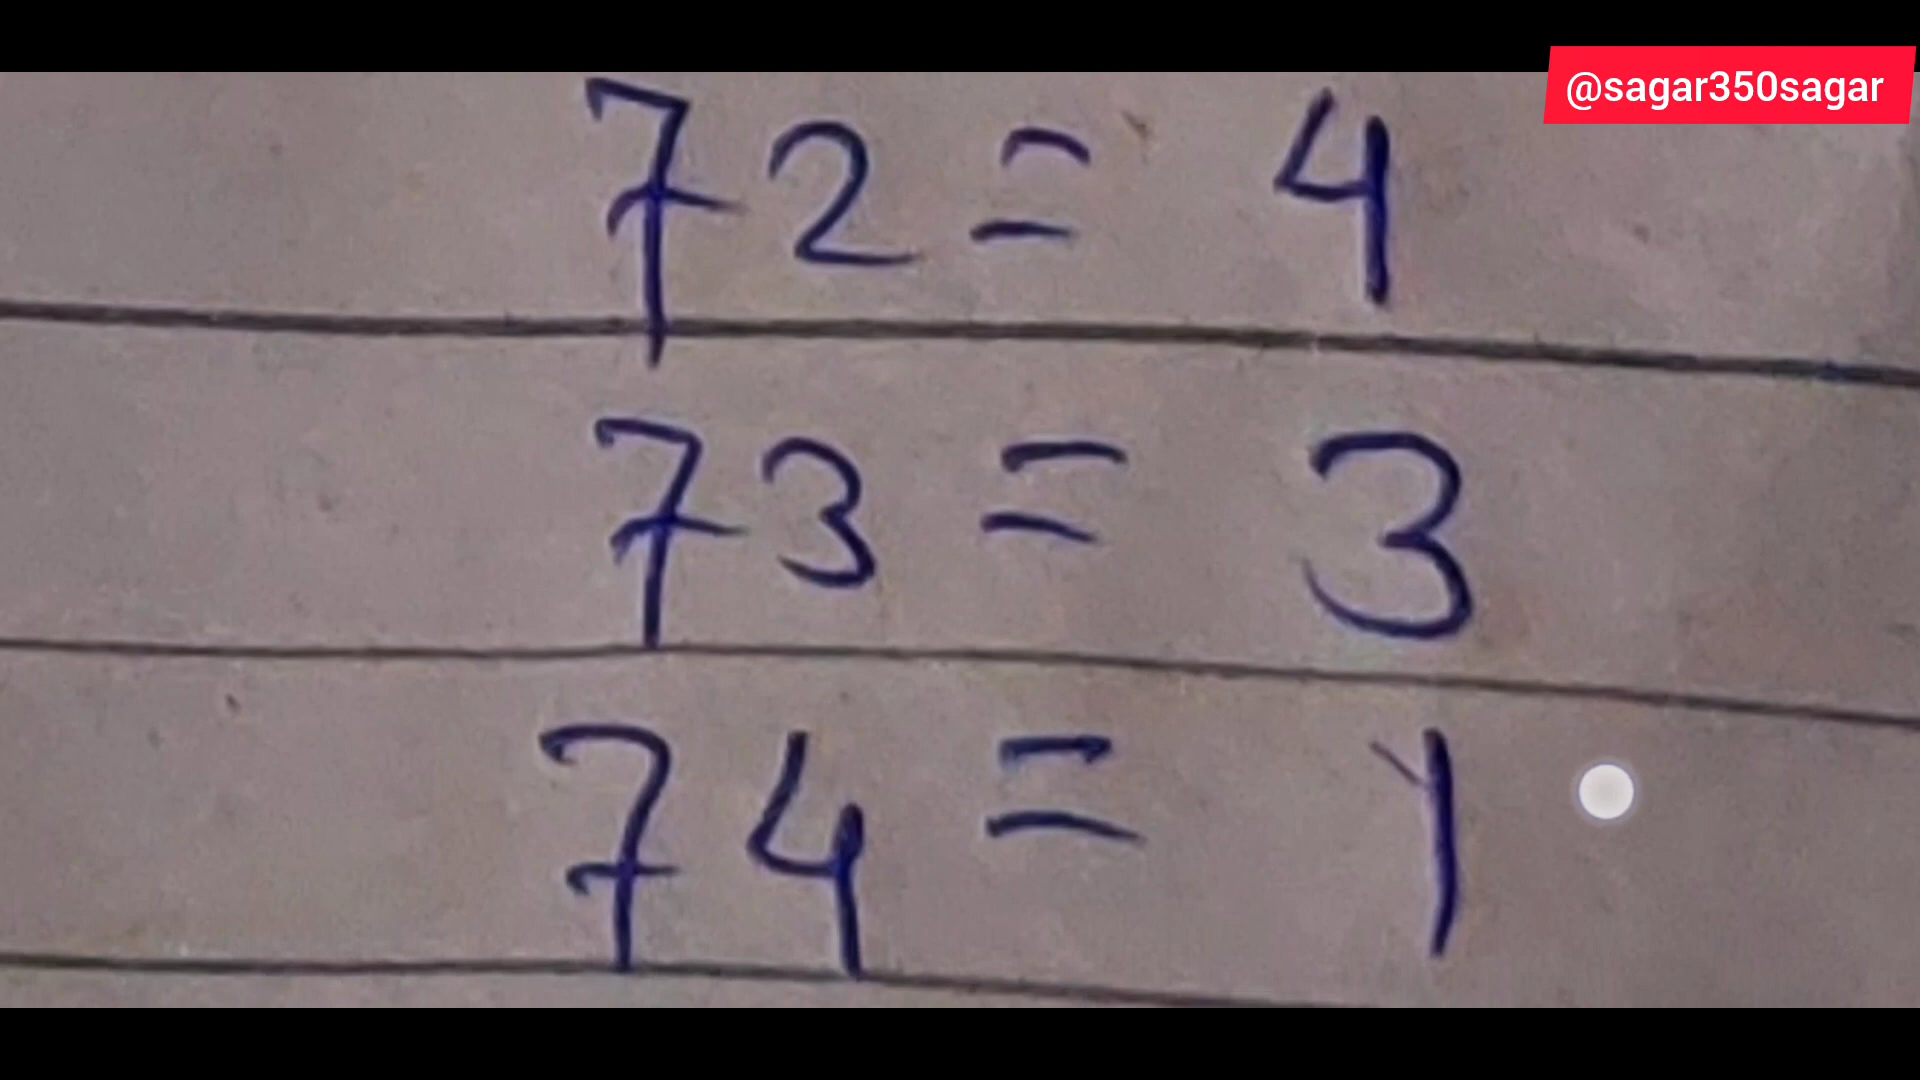 @sagar350sagar
72 = 4
73 = 3
74 = 1